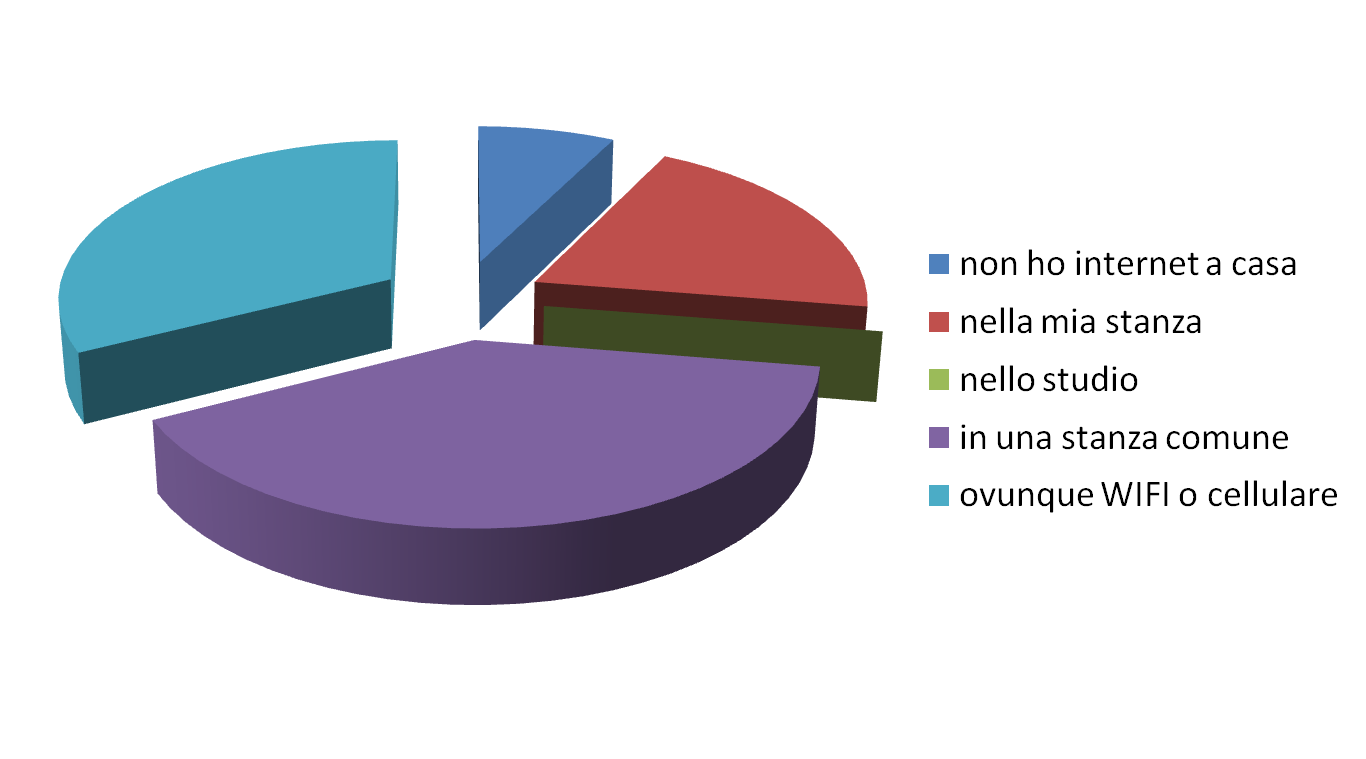 non ho internet a casa
nella mia stanza
nello studio
in una stanza comune
ovunque WIFI o cellulare